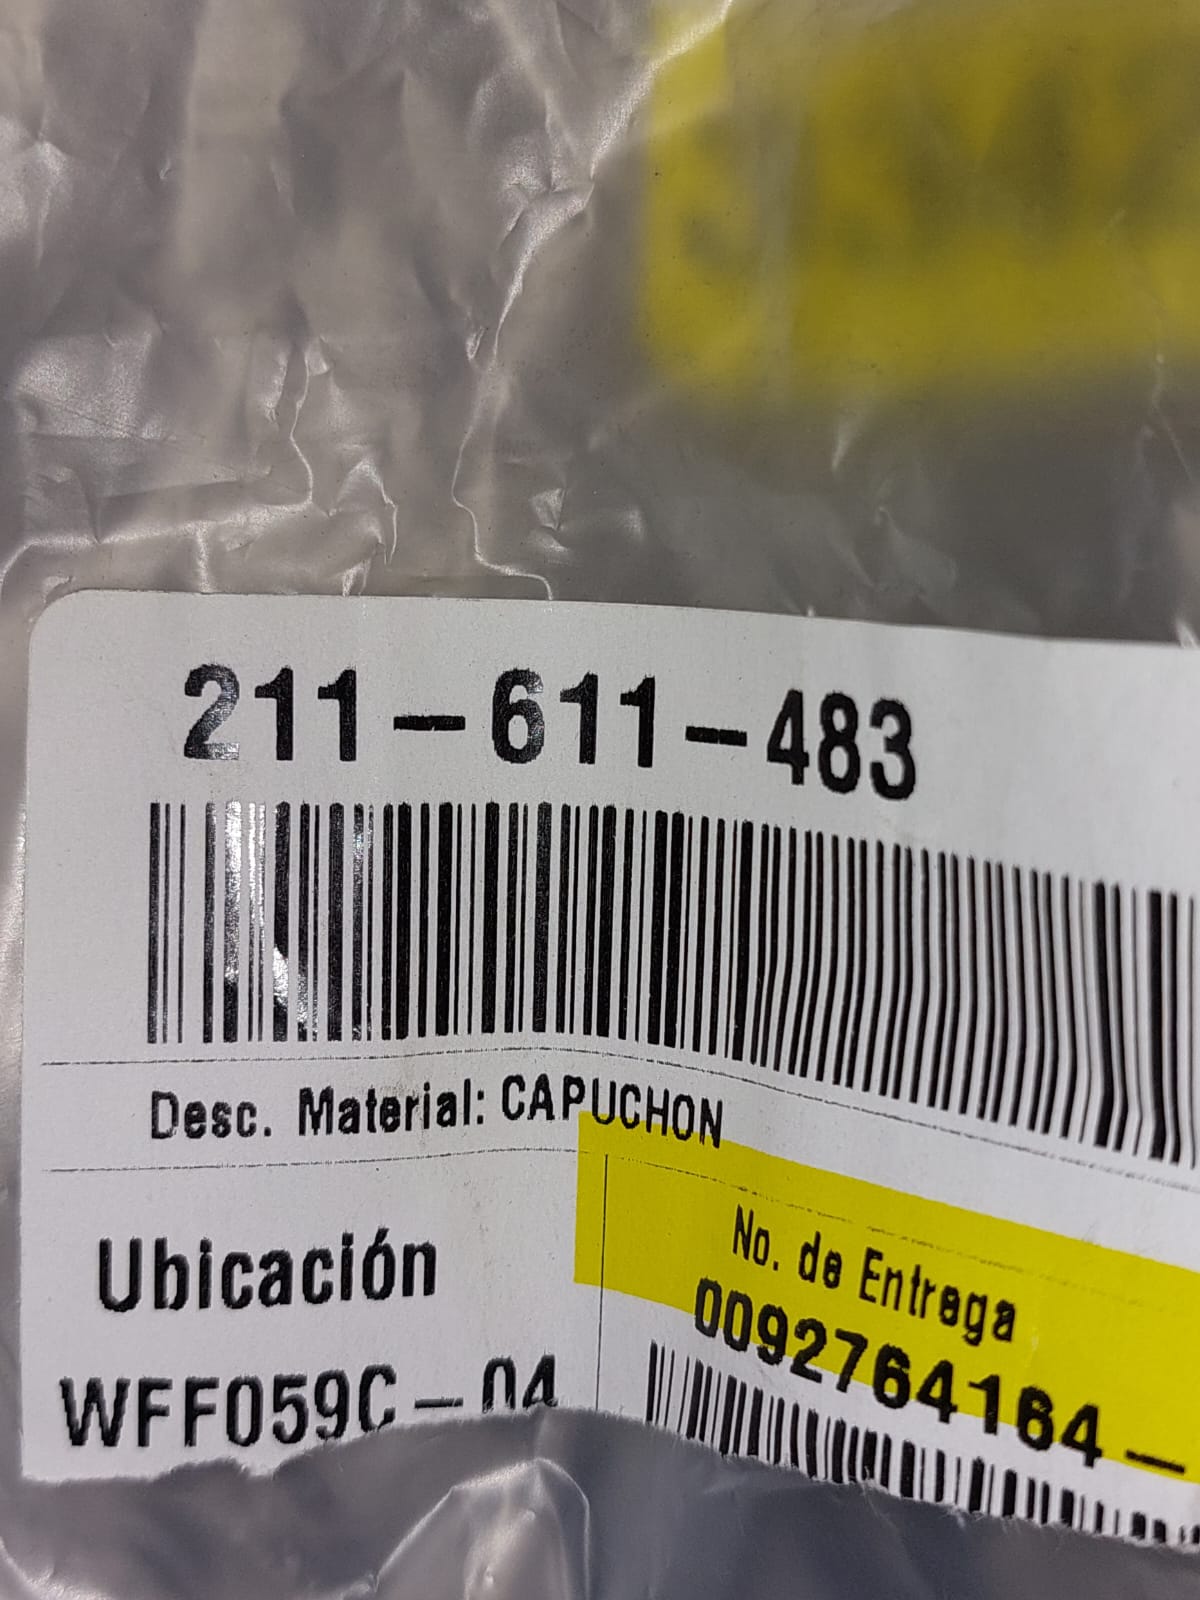 211-611-483
Desc. Material: CAPUCHON
No. de Entrega
0092764164-
Ubicación
WFF059C-04